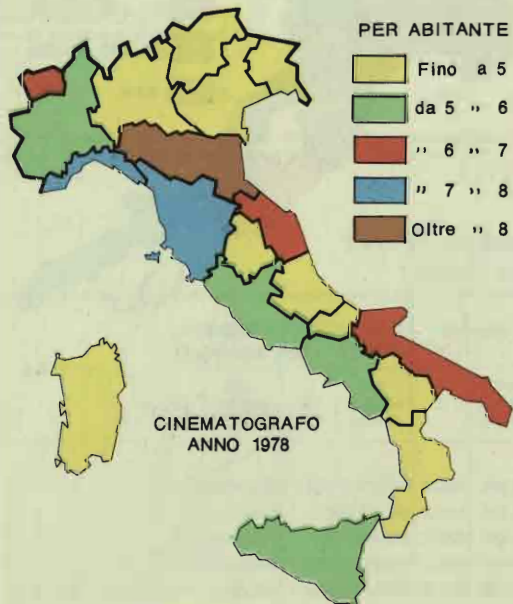 PER ABITANTE
Fino a 5
da 5 " 6
" 6 " 7
" 7 " 8
Oltre " 8
CINEMATOGRAFO
ANNO 1978